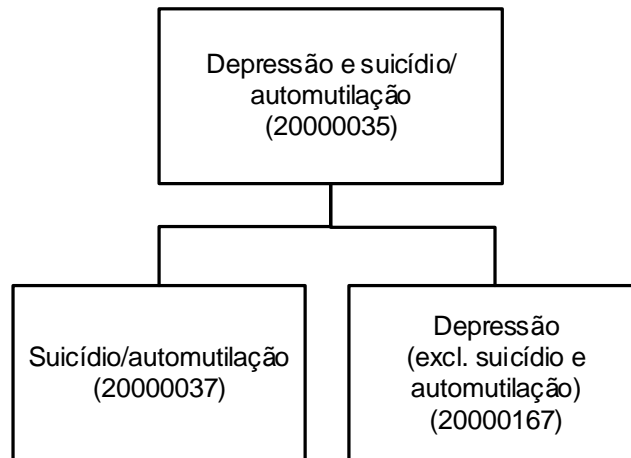 Depressão e suicídio/
automutilação
(20000035)
Suicídio/automutilação
(20000037)
Depressão
(excl. suicídio e
automutilação)
(20000167)